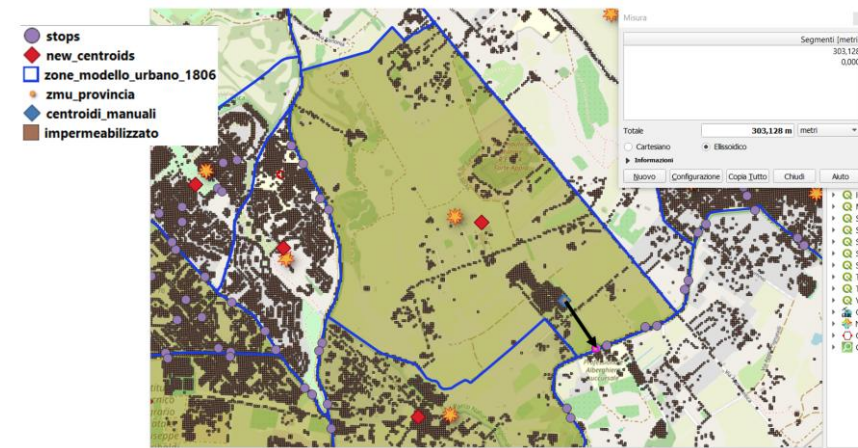 stops
new_centroids
zone_modello_urbano_1806
zmu_provincia
centroidi_manuali
impermeabilizzato
Misura
Segmenti [metri
303,128
0,000
Totale
303,128 m
metri
Cartesiano
Ellissoidico
Informazioni
Nuovo
Configurazione
Copia Tutto
Chiudi
Aiuto
Alberghiero